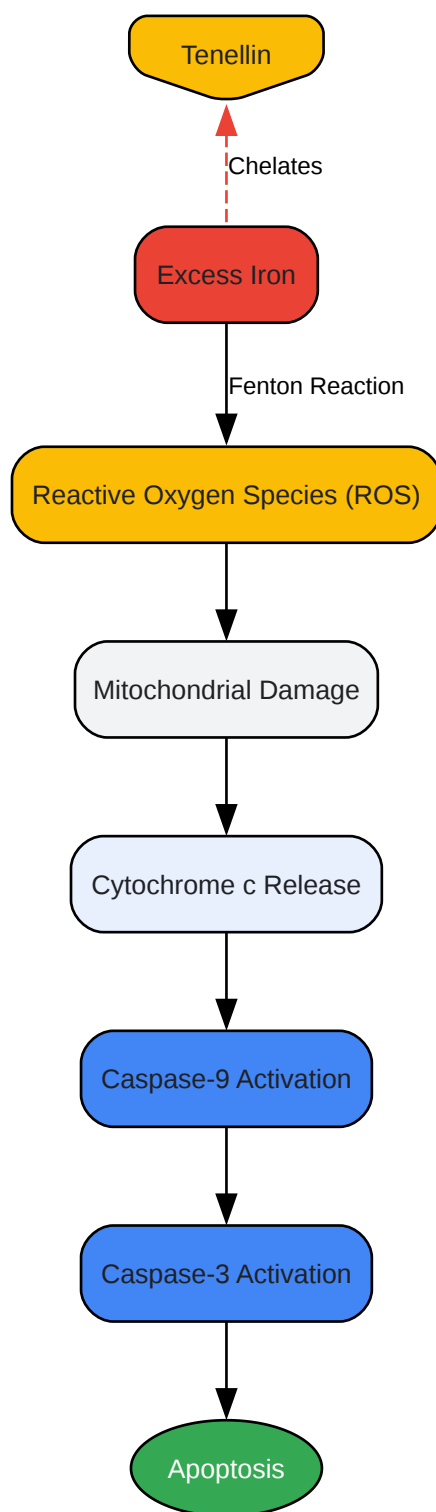 Tenellin
Chelates
Excess Iron
Fenton Reaction
Reactive Oxygen Species (ROS)
Mitochondrial Damage
Cytochrome c Release
Caspase-9 Activation
Caspase-3 Activation
Apoptosis